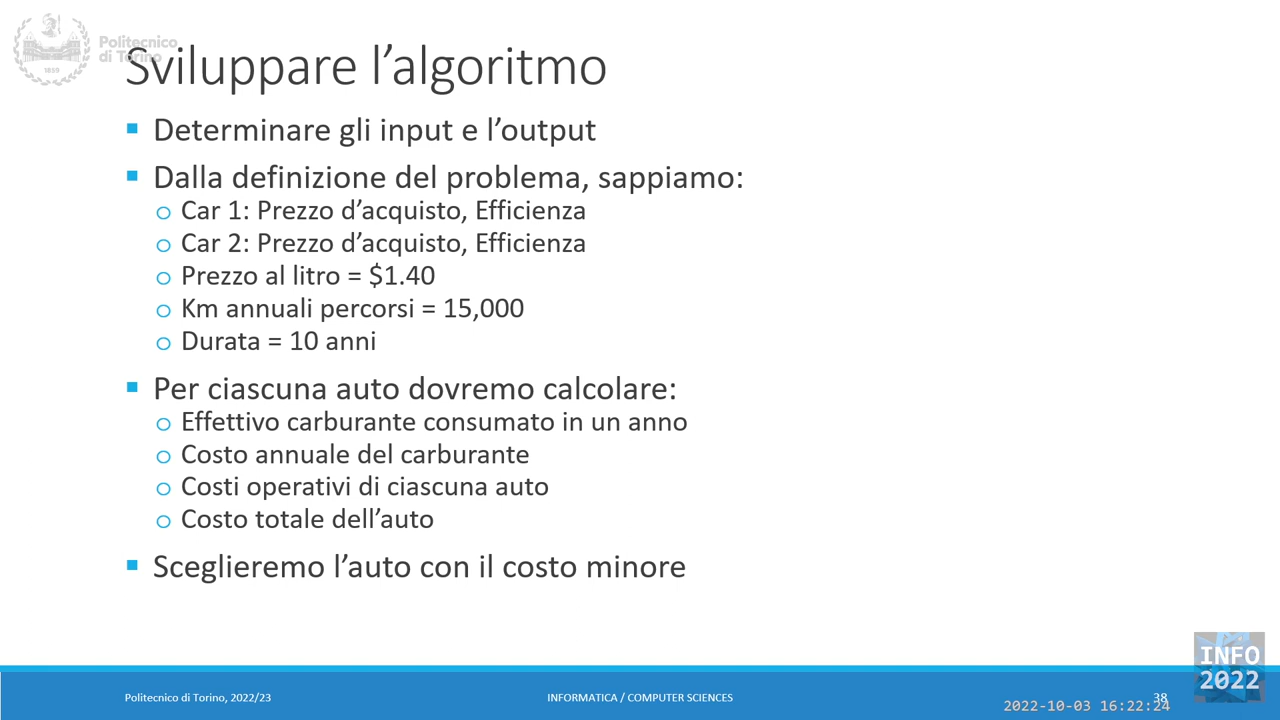 Politecnico
di Torino
1859
Sviluppare l’algoritmo
Determinare gli input e l’output
Dalla definizione del problema, sappiamo:
Car 1: Prezzo d’acquisto, Efficienza
Car 2: Prezzo d’acquisto, Efficienza
Prezzo al litro = $1.40
Km annuali percorsi = 15,000
Durata = 10 anni
Per ciascuna auto dovremo calcolare:
Effettivo carburante consumato in un anno
Costo annuale del carburante
Costi operativi di ciascuna auto
Costo totale dell’auto
Sceglieremo l’auto con il costo minore
INFO
2022
Politecnico di Torino, 2022/23
INFORMATICA / COMPUTER SCIENCES
38
2022-10-03 16:22:24